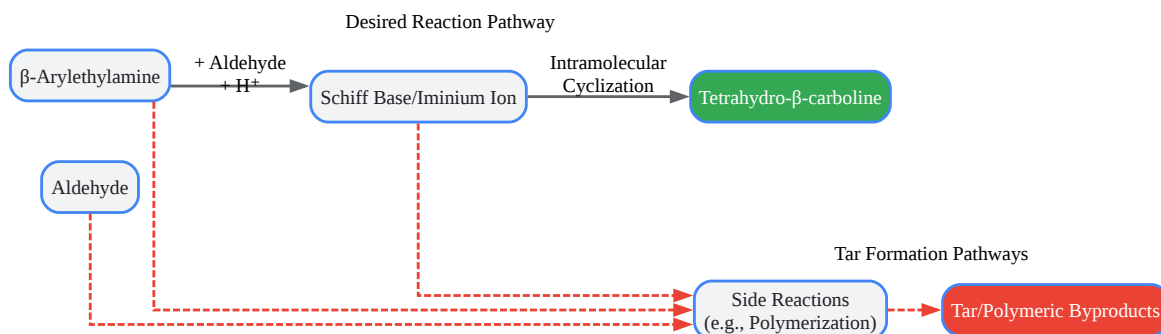 Desired Reaction Pathway
β-Arylethylamine
+ Aldehyde
+ H⁺
Schiff Base/Iminium Ion
Intramolecular
Cyclization
Tetrahydro-β-carboline
Aldehyde
Tar Formation Pathways
Side Reactions
(e.g., Polymerization)
Tar/Polymeric Byproducts